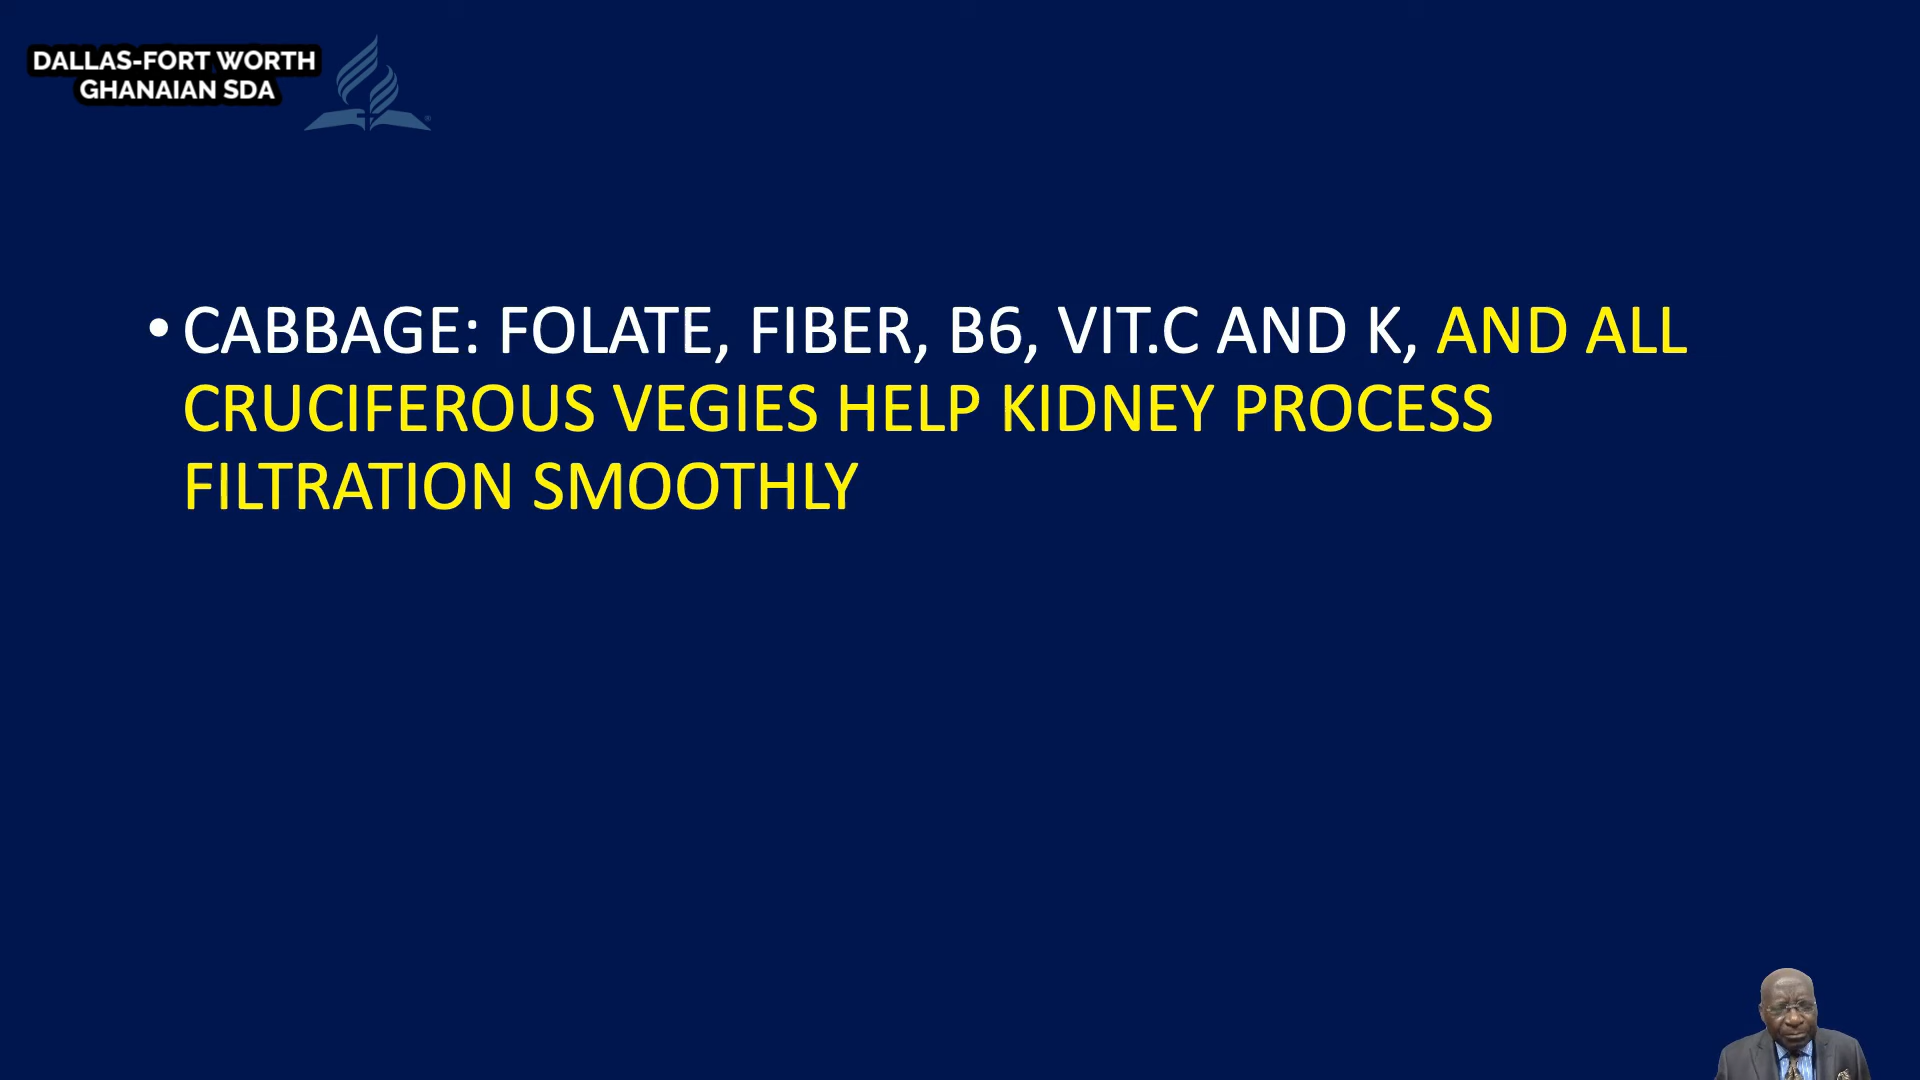 DALLAS-FORT WORTH
GHANAIAN SDA
• CABBAGE: FOLATE, FIBER, B6, VIT.C AND K, AND ALL
CRUCIFEROUS VEGIES HELP KIDNEY PROCESS
FILTRATION SMOOTHLY